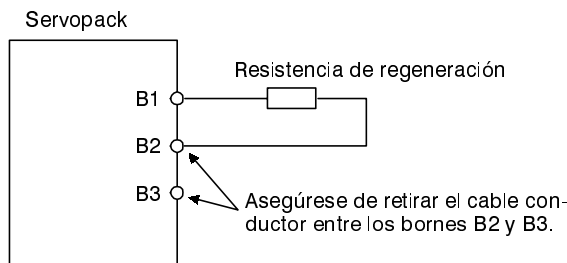 Servopack
Resistencia de regeneración
B1
B2
B3
Asegúrese de retirar el cable con-
ductor entre los bornes B2 y B3.